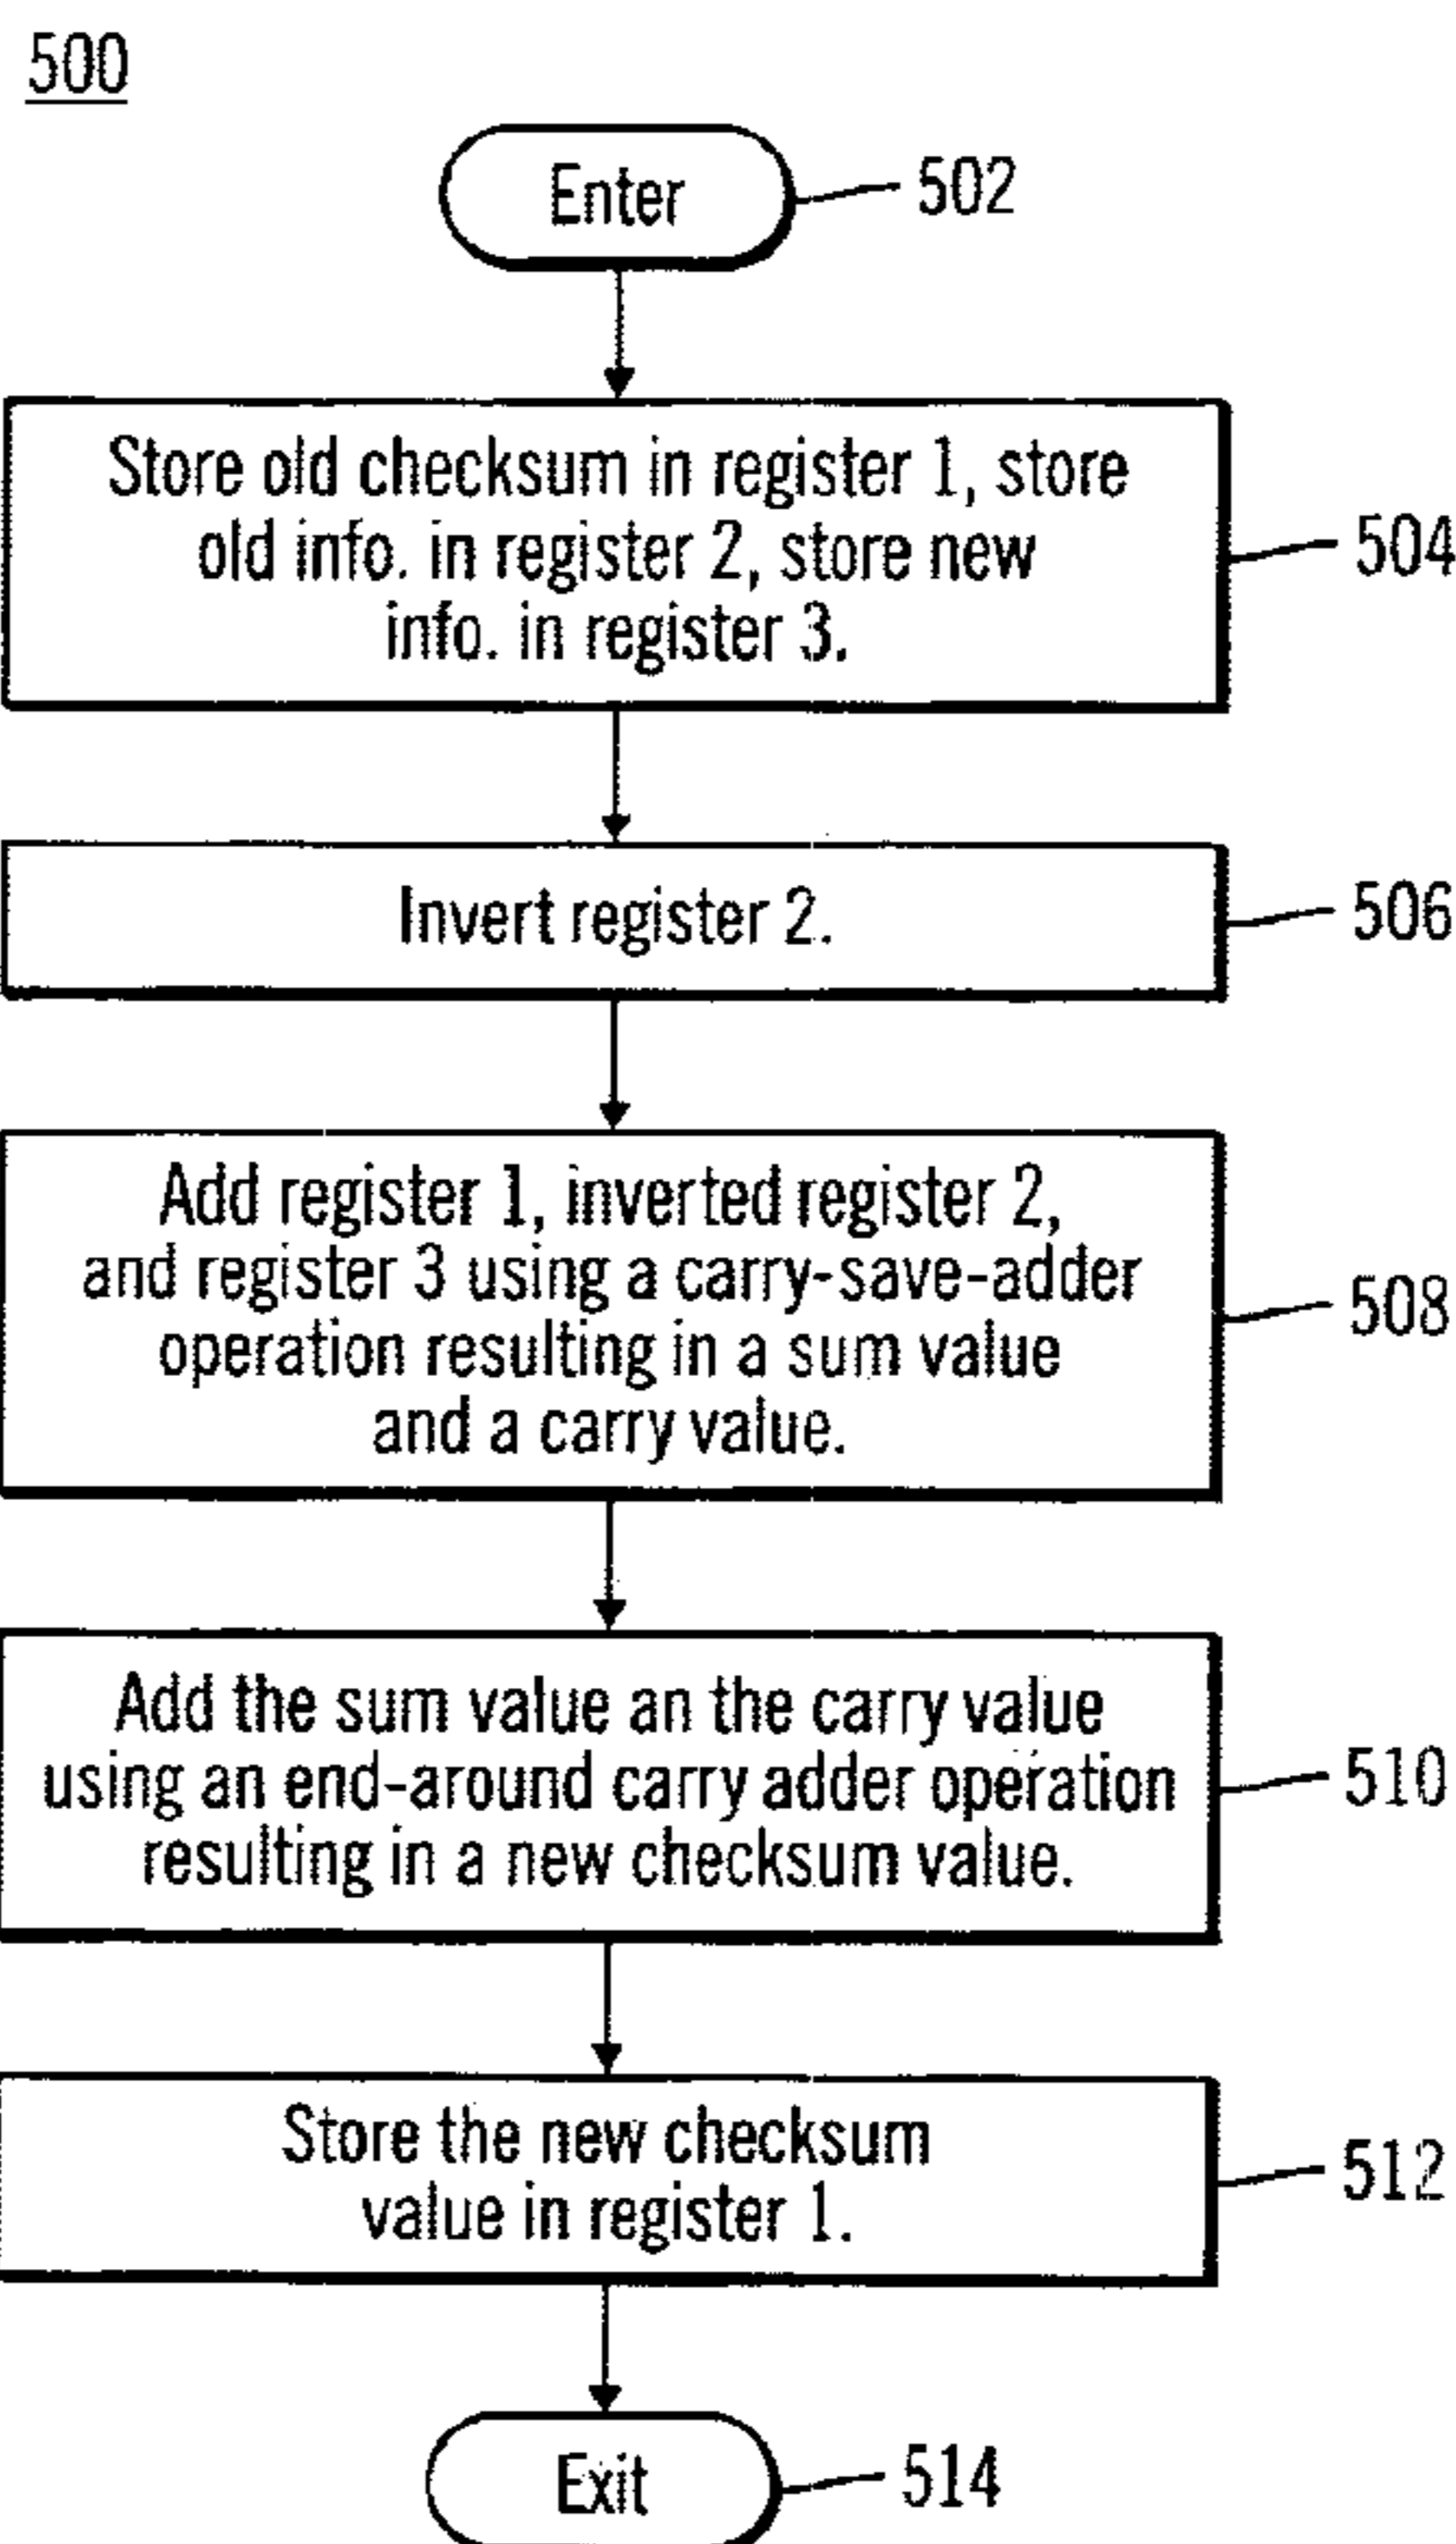 500
Enter
502
Store old checksum in register 1, store
old info. in register 2, store new
info. in register 3.
504
Invert register 2.
506
Add register 1, inverted register 2,
and register 3 using a carry-save-adder
operation resulting in a sum value
and a carry value.
508
Add the sum value an the carry value
using an end-around carry adder operation
resulting in a new checksum value.
510
Store the new checksum
value in register 1.
512
Exit
514